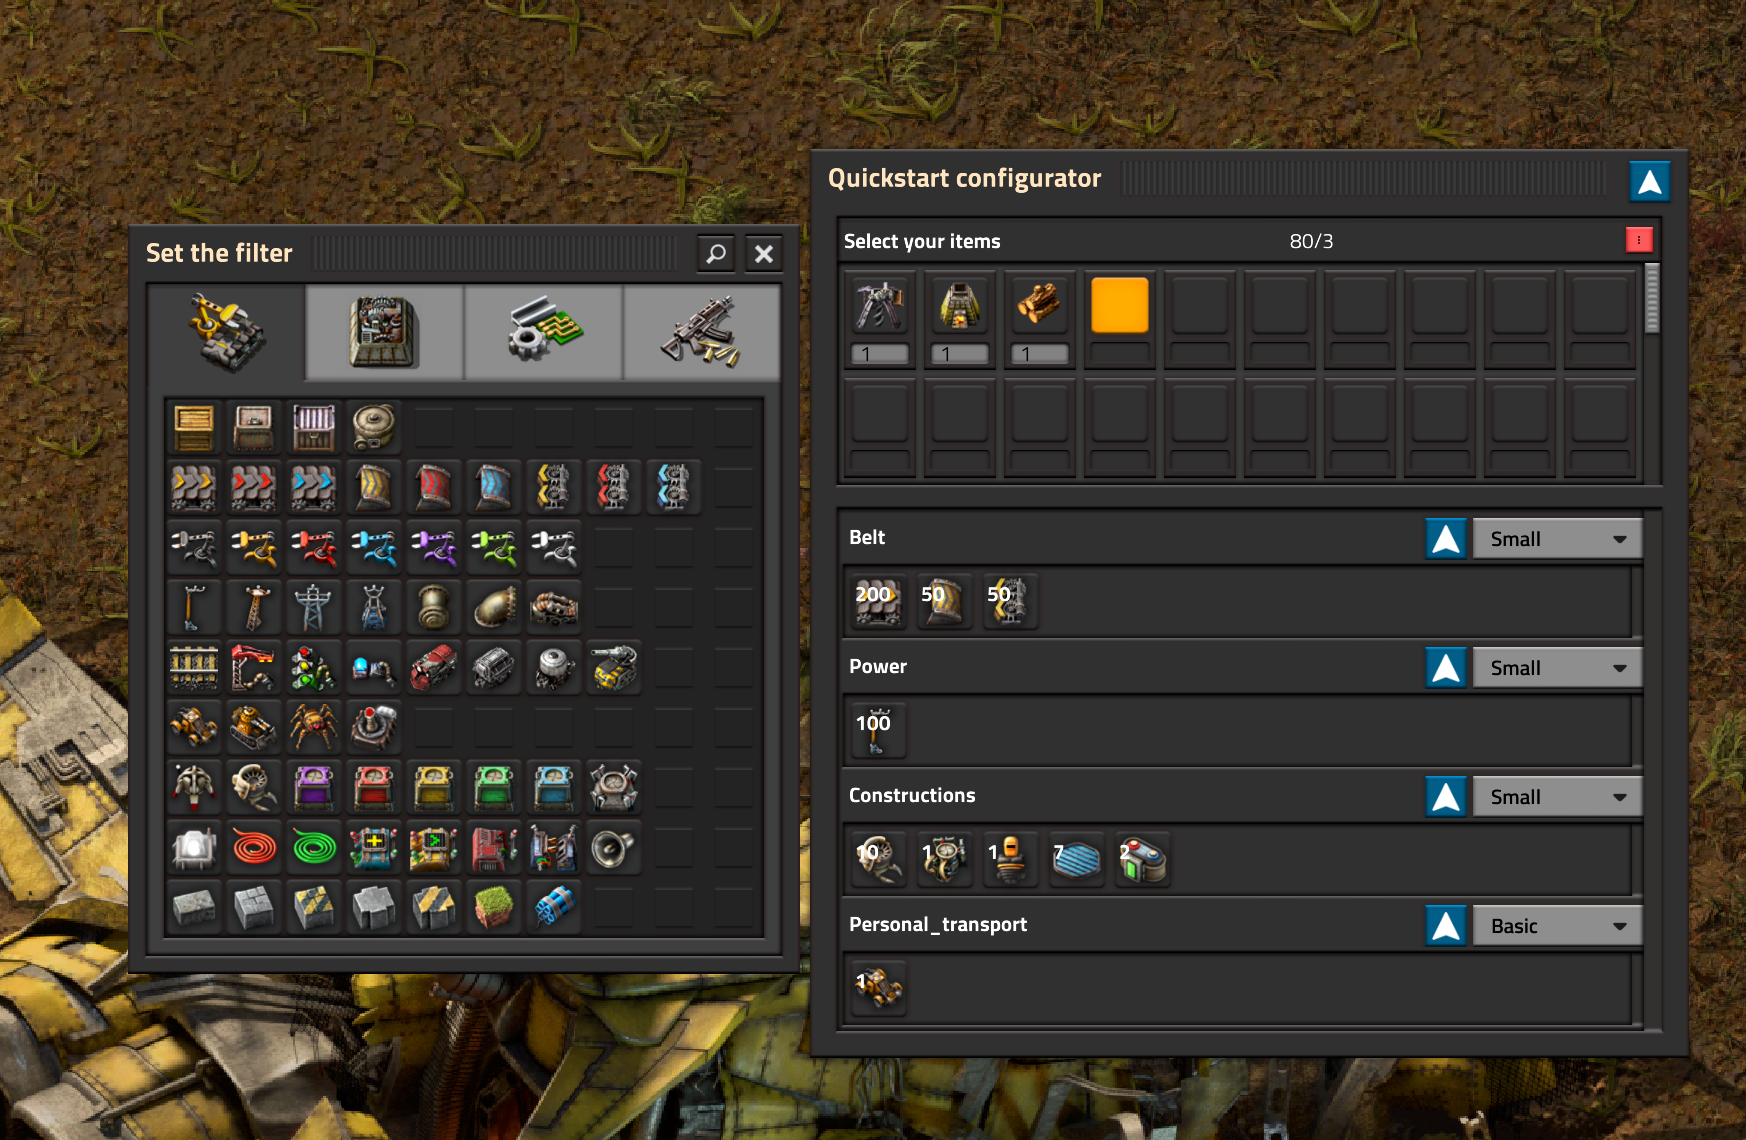 Quickstart configurator
Set the filter
Select your items
80/3
1
1
1
Belt
Small
200
50
50
Power
Small
100
Constructions
Small
10
1
1
7
2
Personal_transport
Basic
1